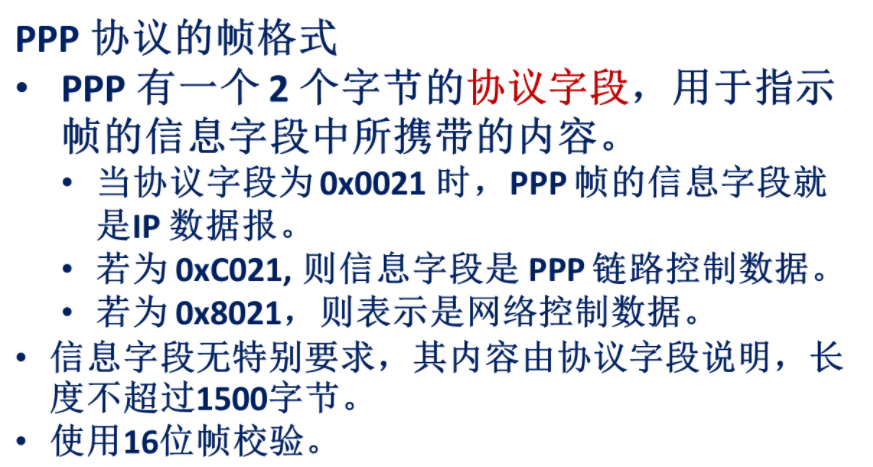 PPP 协议的帧格式
• PPP 有一个 2 个字节的协议字段，用于指示
帧的信息字段中所携带的内容。
• 当协议字段为 0x0021 时，PPP 帧的信息字段就
是IP 数据报。
• 若为 0xC021, 则信息字段是 PPP 链路控制数据。
• 若为 0x8021，则表示是网络控制数据。
• 信息字段无特别要求，其内容由协议字段说明，长
度不超过1500字节。
• 使用16位帧校验。